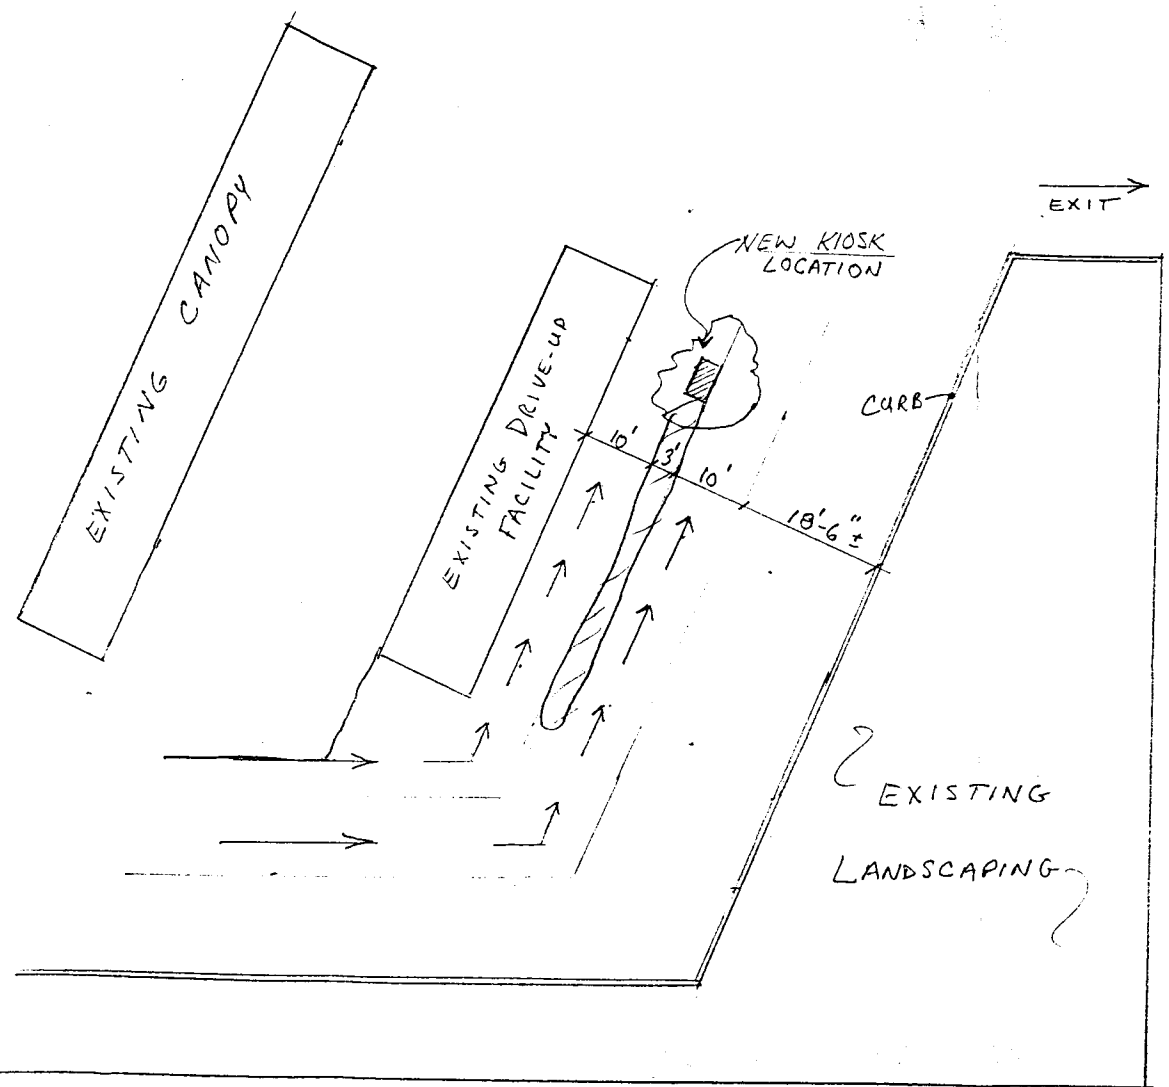 EXISTING CANOPY
EXIT
NEW KIOSK
LOCATION
EXISTING DRIVE-UP
FACILITY
CURB
10'
3'
10'
18'-6" ±
EXISTING
LANDSCAPING